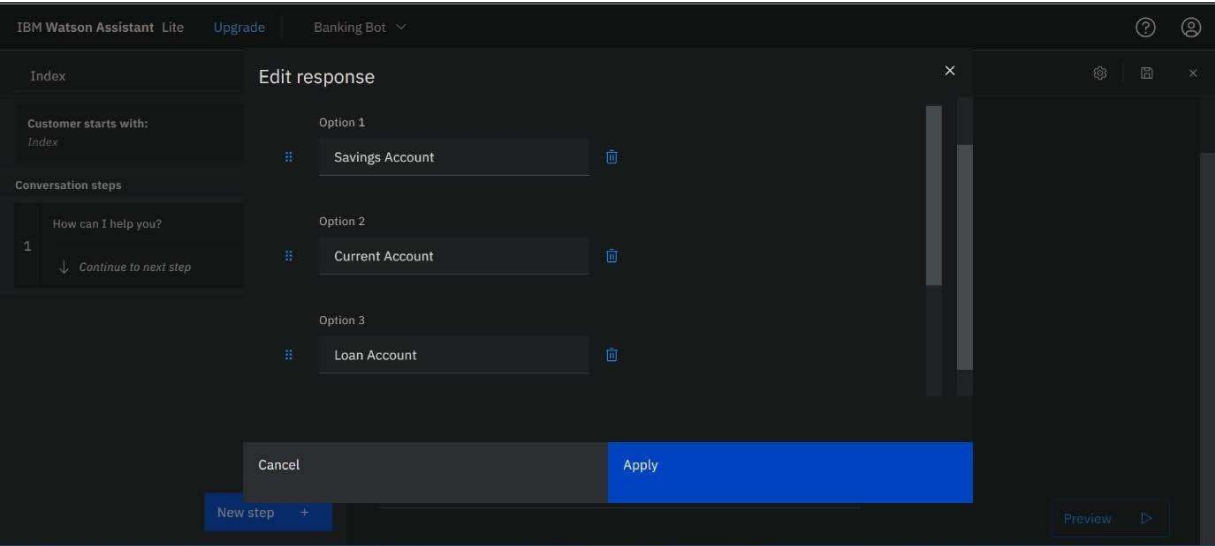 IBM Watson Assistant Lite Upgrade Banking Bot
Index
Edit response
Customer starts with:
Index
Conversation steps
1
How can I help you?
Continue to next step
Option 1
Savings Account
Option 2
Current Account
Option 3
Loan Account
Cancel
Apply
New step +
Preview